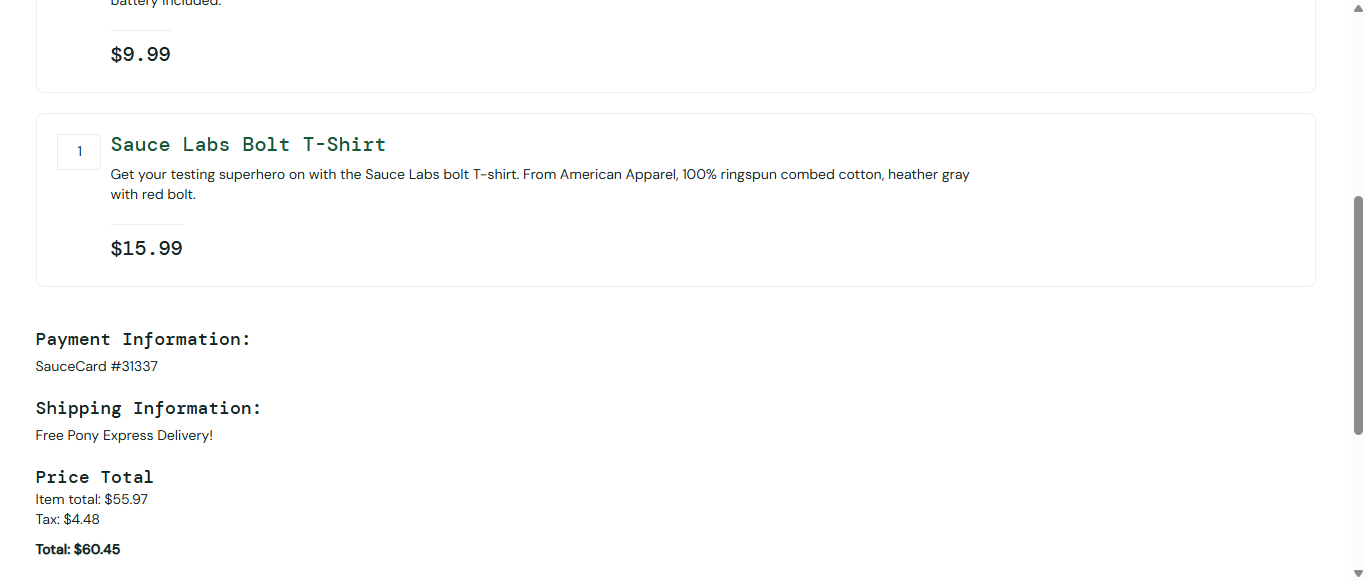 battery included.
$9.99
1
Sauce Labs Bolt T-Shirt
Get your testing superhero on with the Sauce Labs bolt T-shirt. From American Apparel, 100% ringspun combed cotton, heather gray
with red bolt.
$15.99
Payment Information:
SauceCard #31337
Shipping Information:
Free Pony Express Delivery!
Price Total
Item total: $55.97
Tax: $4.48
Total: $60.45